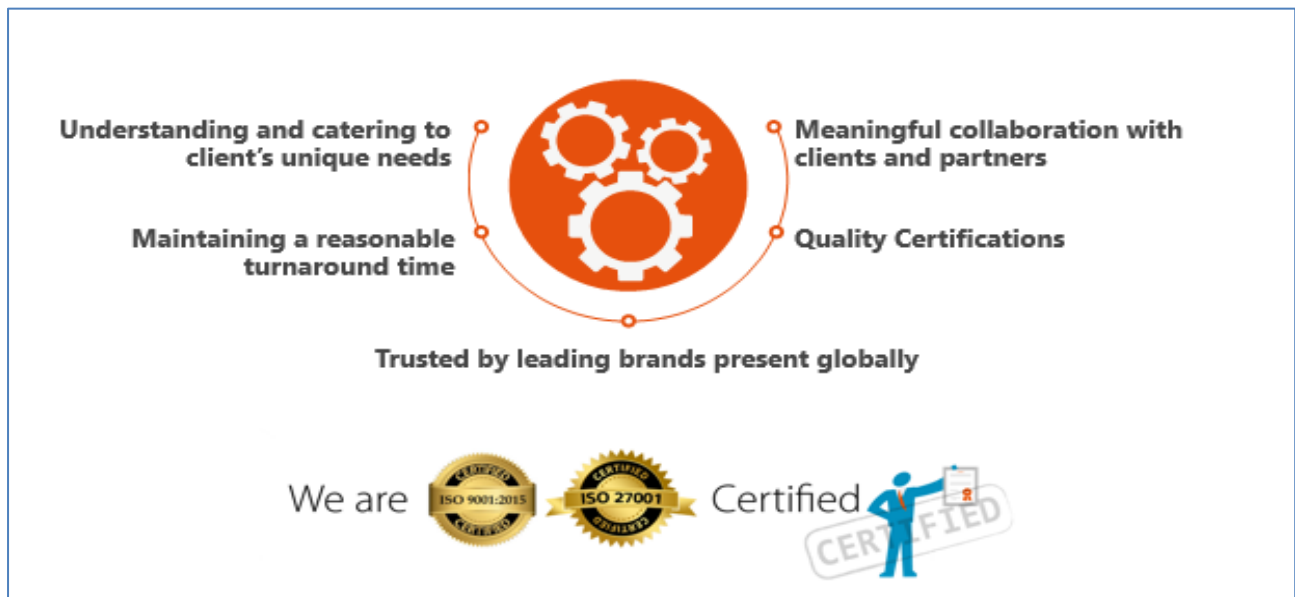 Understanding and catering to
client's unique needs
Meaningful collaboration with
clients and partners
Maintaining a reasonable
turnaround time
Quality Certifications
Trusted by leading brands present globally
We are
CERTIFIED
ISO 9001:2015
CERTIFIED
CERTIFIED
ISO 27001
CERTIFIED
Certified
CERTIFIED